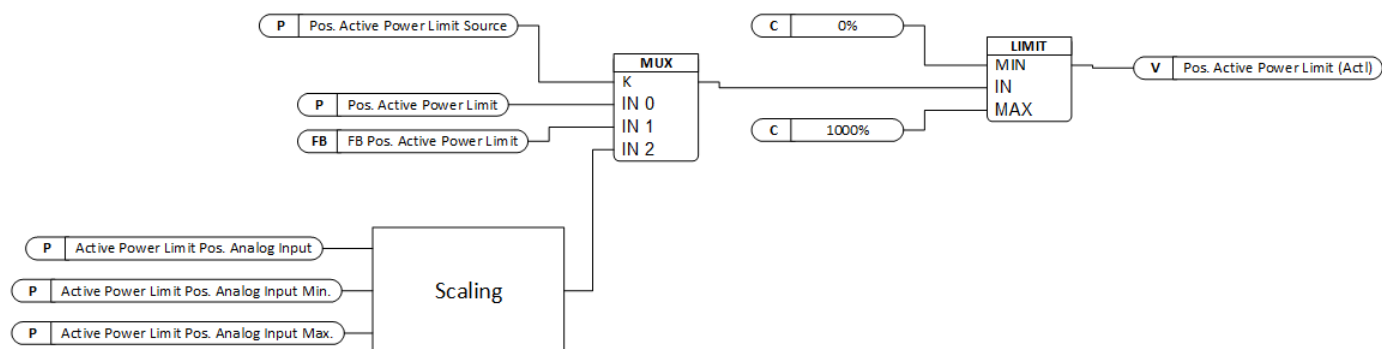 P Pos. Active Power Limit Source
C 0%
LIMIT
MUX
MIN
V Pos. Active Power Limit (Actl)
K
IN
P Pos. Active Power Limit
IN 0
MAX
FB FB Pos. Active Power Limit
IN 1
C 1000%
IN 2
P Active Power Limit Pos. Analog Input
P Active Power Limit Pos. Analog Input Min.
Scaling
P Active Power Limit Pos. Analog Input Max.